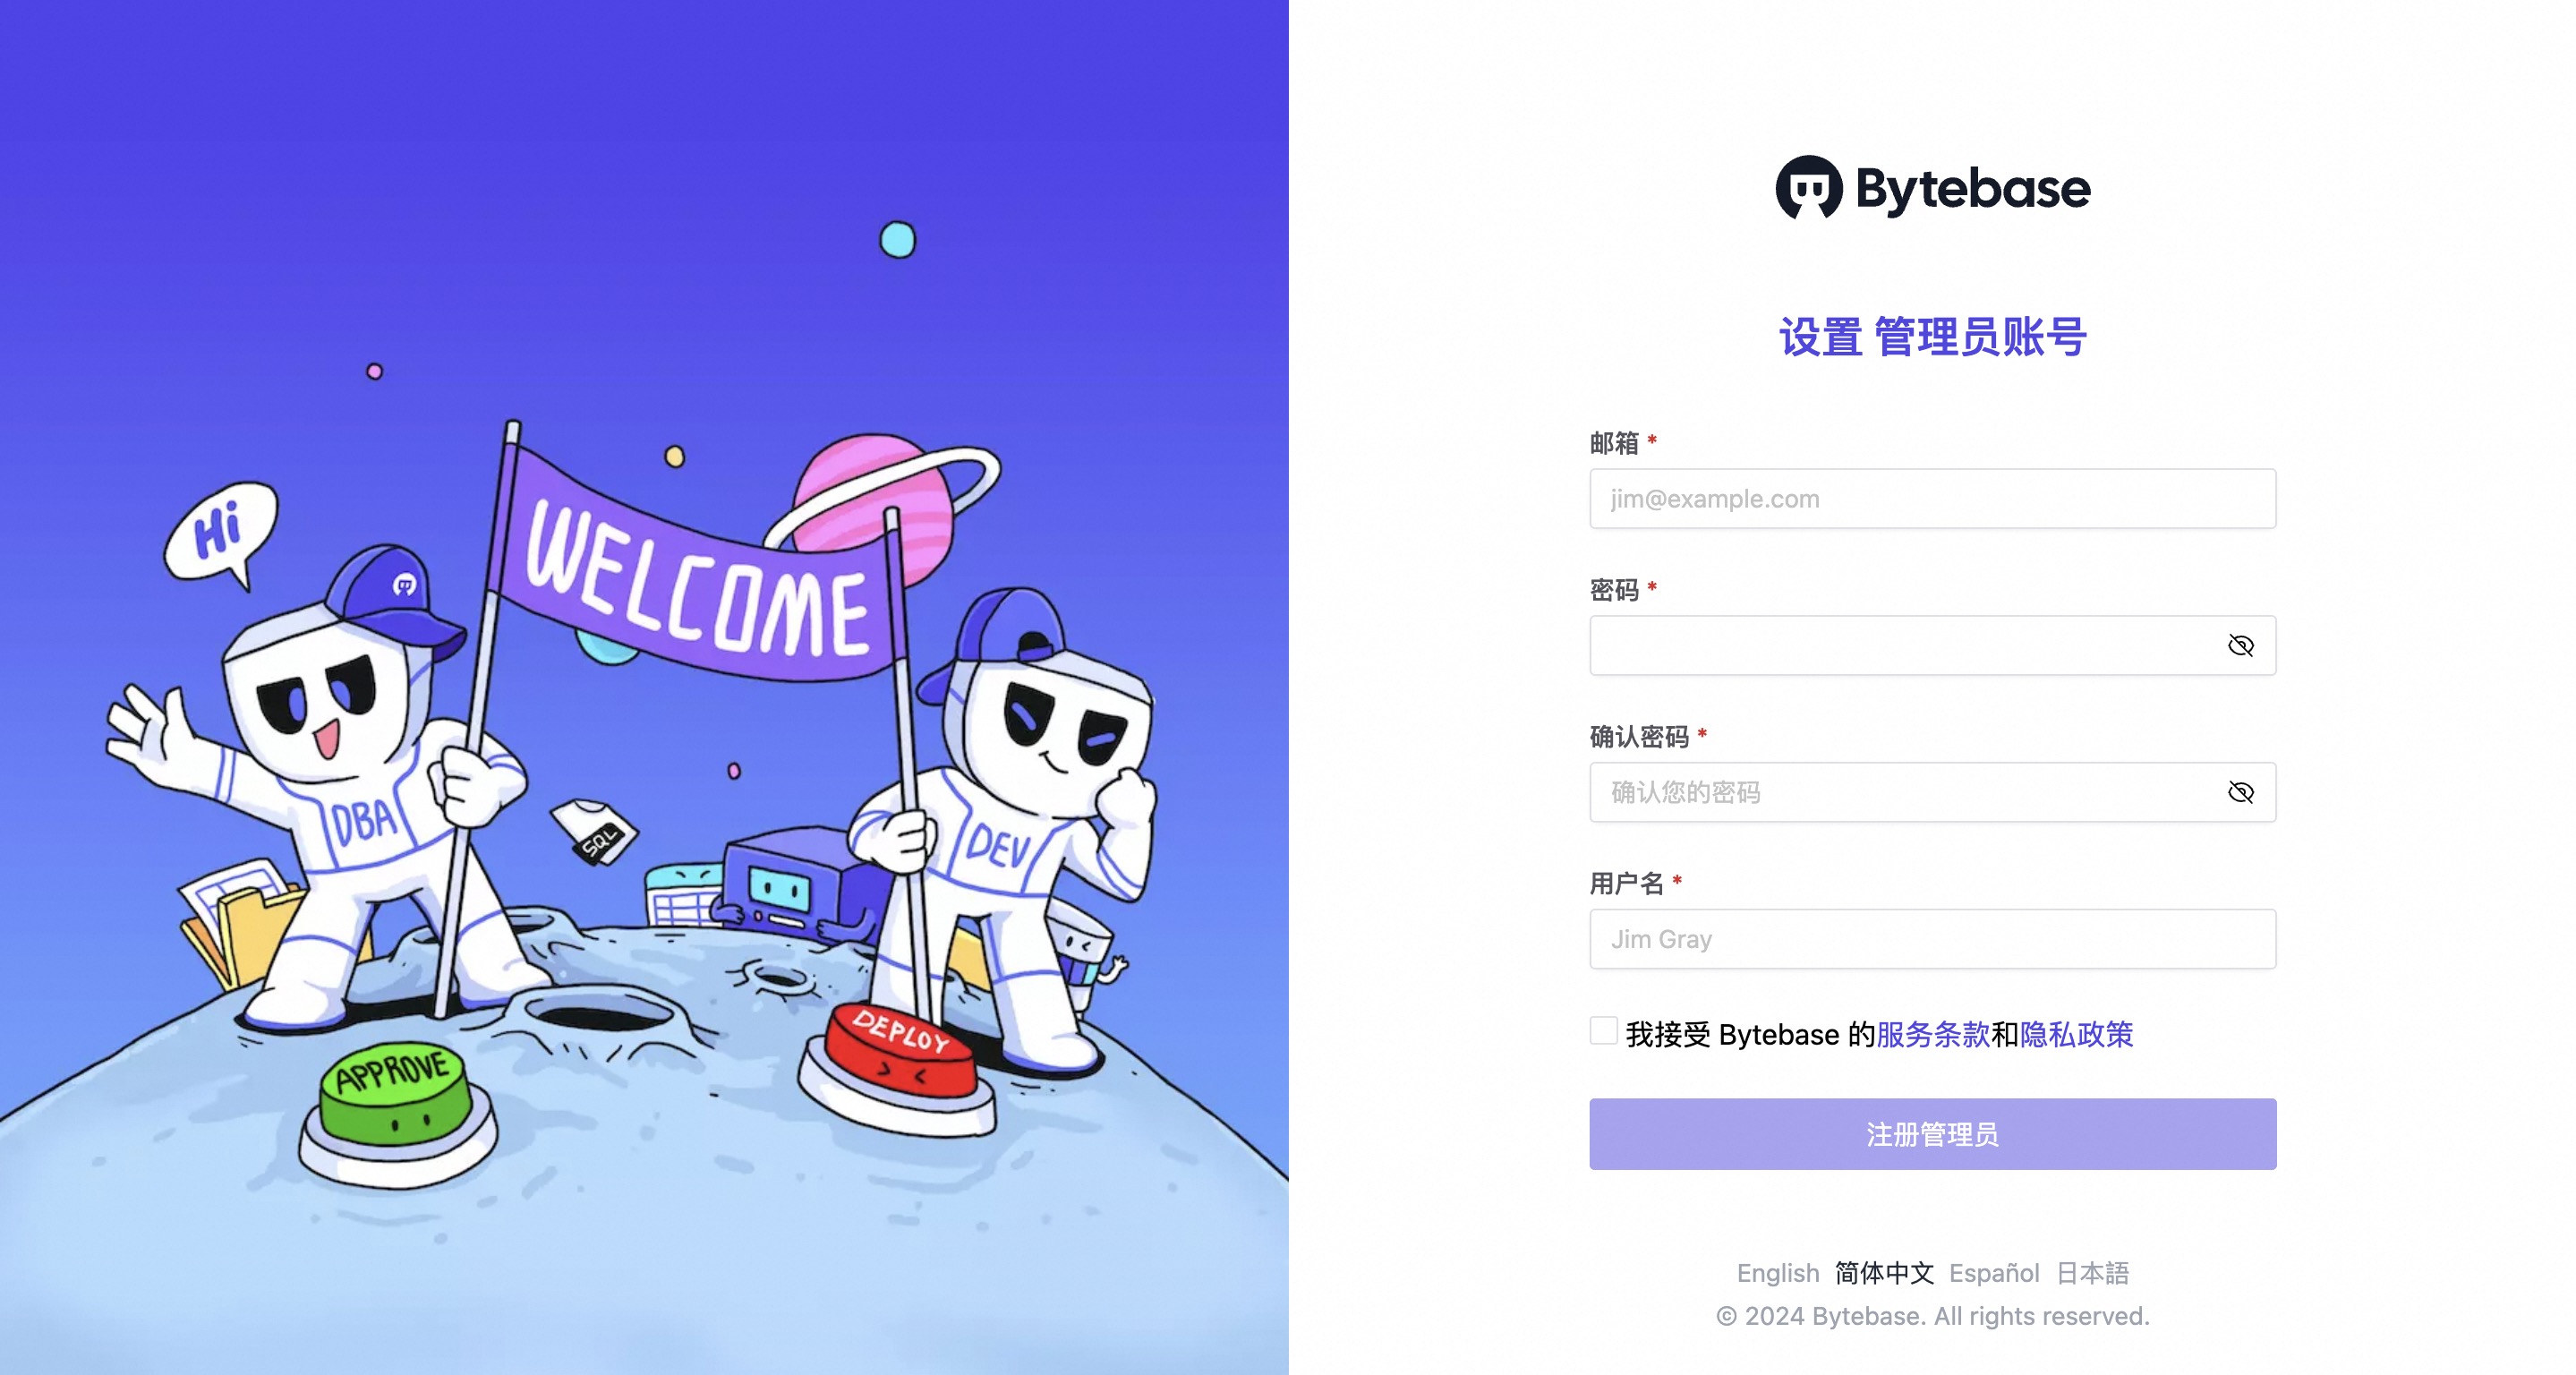 Hi
WELCOME
DBA
SQL
DEV
DEPLOY
APPROVE
Bytebase
设置 管理员账号
邮箱 *
jim@example.com
密码 *
确认密码 *
确认您的密码
用户名 *
Jim Gray
我接受 Bytebase 的服务条款和隐私政策
注册管理员
English 简体中文 Español 日本語
© 2024 Bytebase. All rights reserved.